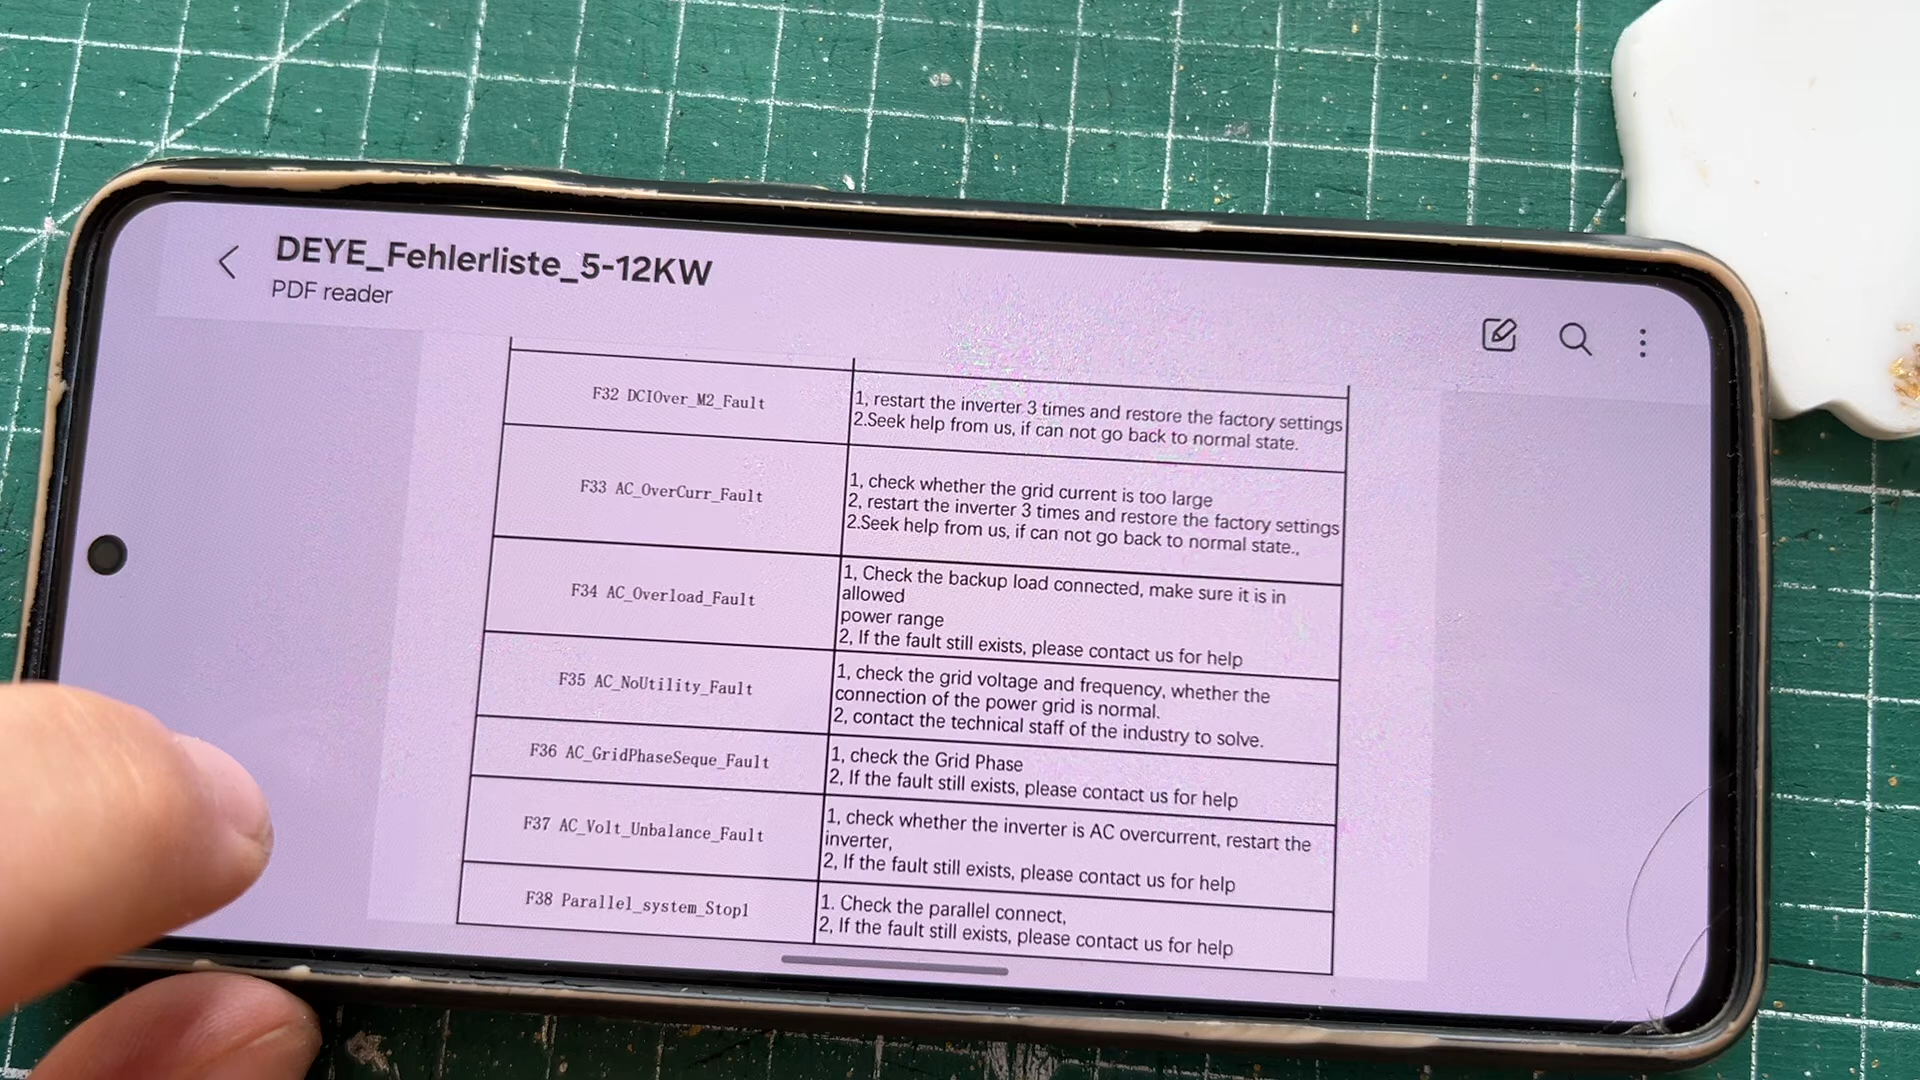 DEYE_Fehlerliste_5-12KW
PDF reader
F32 DCIOver_M2_Fault
1, restart the inverter 3 times and restore the factory settings
2.Seek help from us, if can not go back to normal state.
F33 AC_OverCurr_Fault
1, check whether the grid current is too large
2, restart the inverter 3 times and restore the factory settings
2.Seek help from us, if can not go back to normal state.,
F34 AC_Overload_Fault
1, Check the backup load connected, make sure it is in
allowed
power range
2, If the fault still exists, please contact us for help
F35 AC_NoUtility_Fault
1, check the grid voltage and frequency, whether the
connection of the power grid is normal.
2, contact the technical staff of the industry to solve.
F36 AC_GridPhaseSeque_Fault
1, check the Grid Phase
2, If the fault still exists, please contact us for help
F37 AC_Volt_Unbalance_Fault
1, check whether the inverter is AC overcurrent, restart the
inverter,
2, If the fault still exists, please contact us for help
F38 Parallel_system_Stop1
1. Check the parallel connect,
2, If the fault still exists, please contact us for help